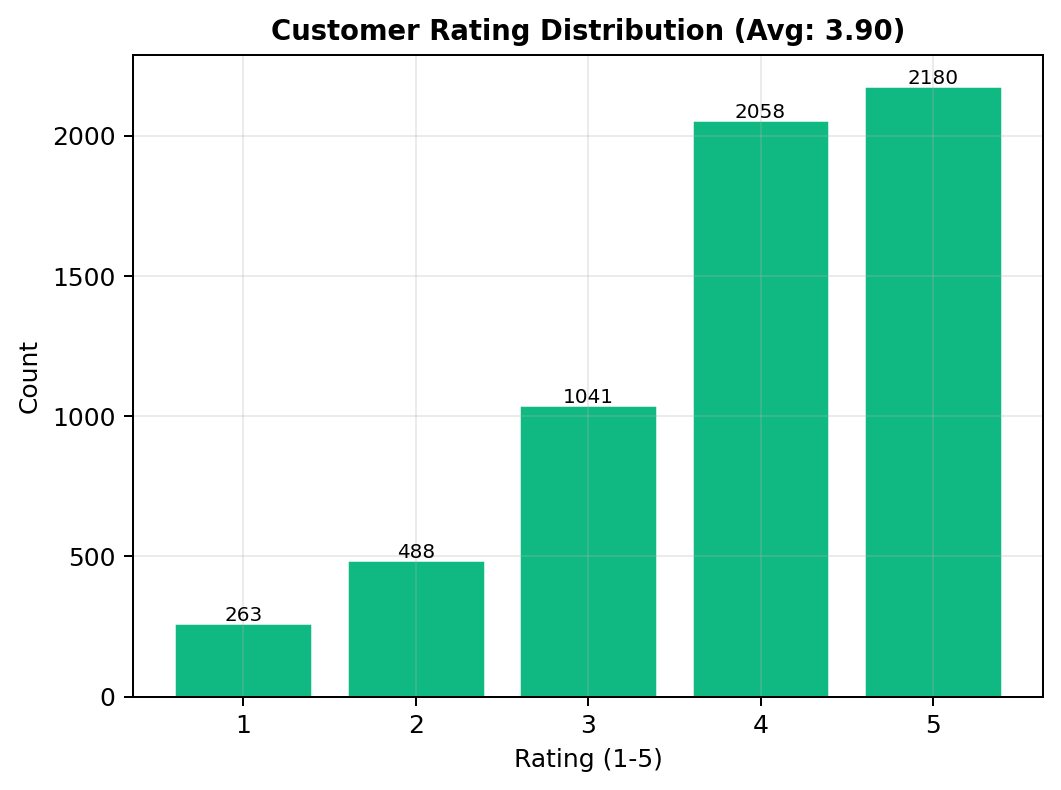 Customer Rating Distribution (Avg: 3.90)
2180
2058
2000
1500
1041
1000
488
500
263
0
1 2 3 4 5
Count
Rating (1-5)